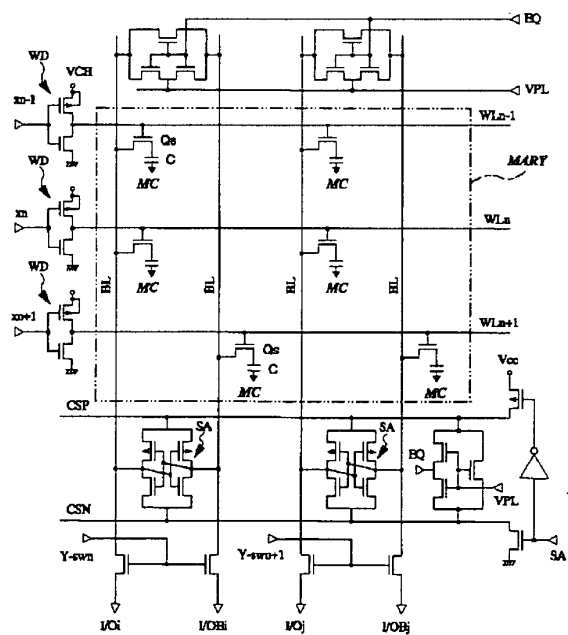 EQ
WD
VCH
xn-1
VPL
WLn-1
Qs
C
MC
MC
MARY
WD
xn
WLn
MC
MC
BL
BL
BL
BL
WD
xn+1
WLn+1
Qs
C
MC
MC
Vcc
CSP
SA
SA
EQ
VPL
CSN
Y-swn
Y-swn+1
SA
I/Oi
I/OBi
I/Oj
I/OBj